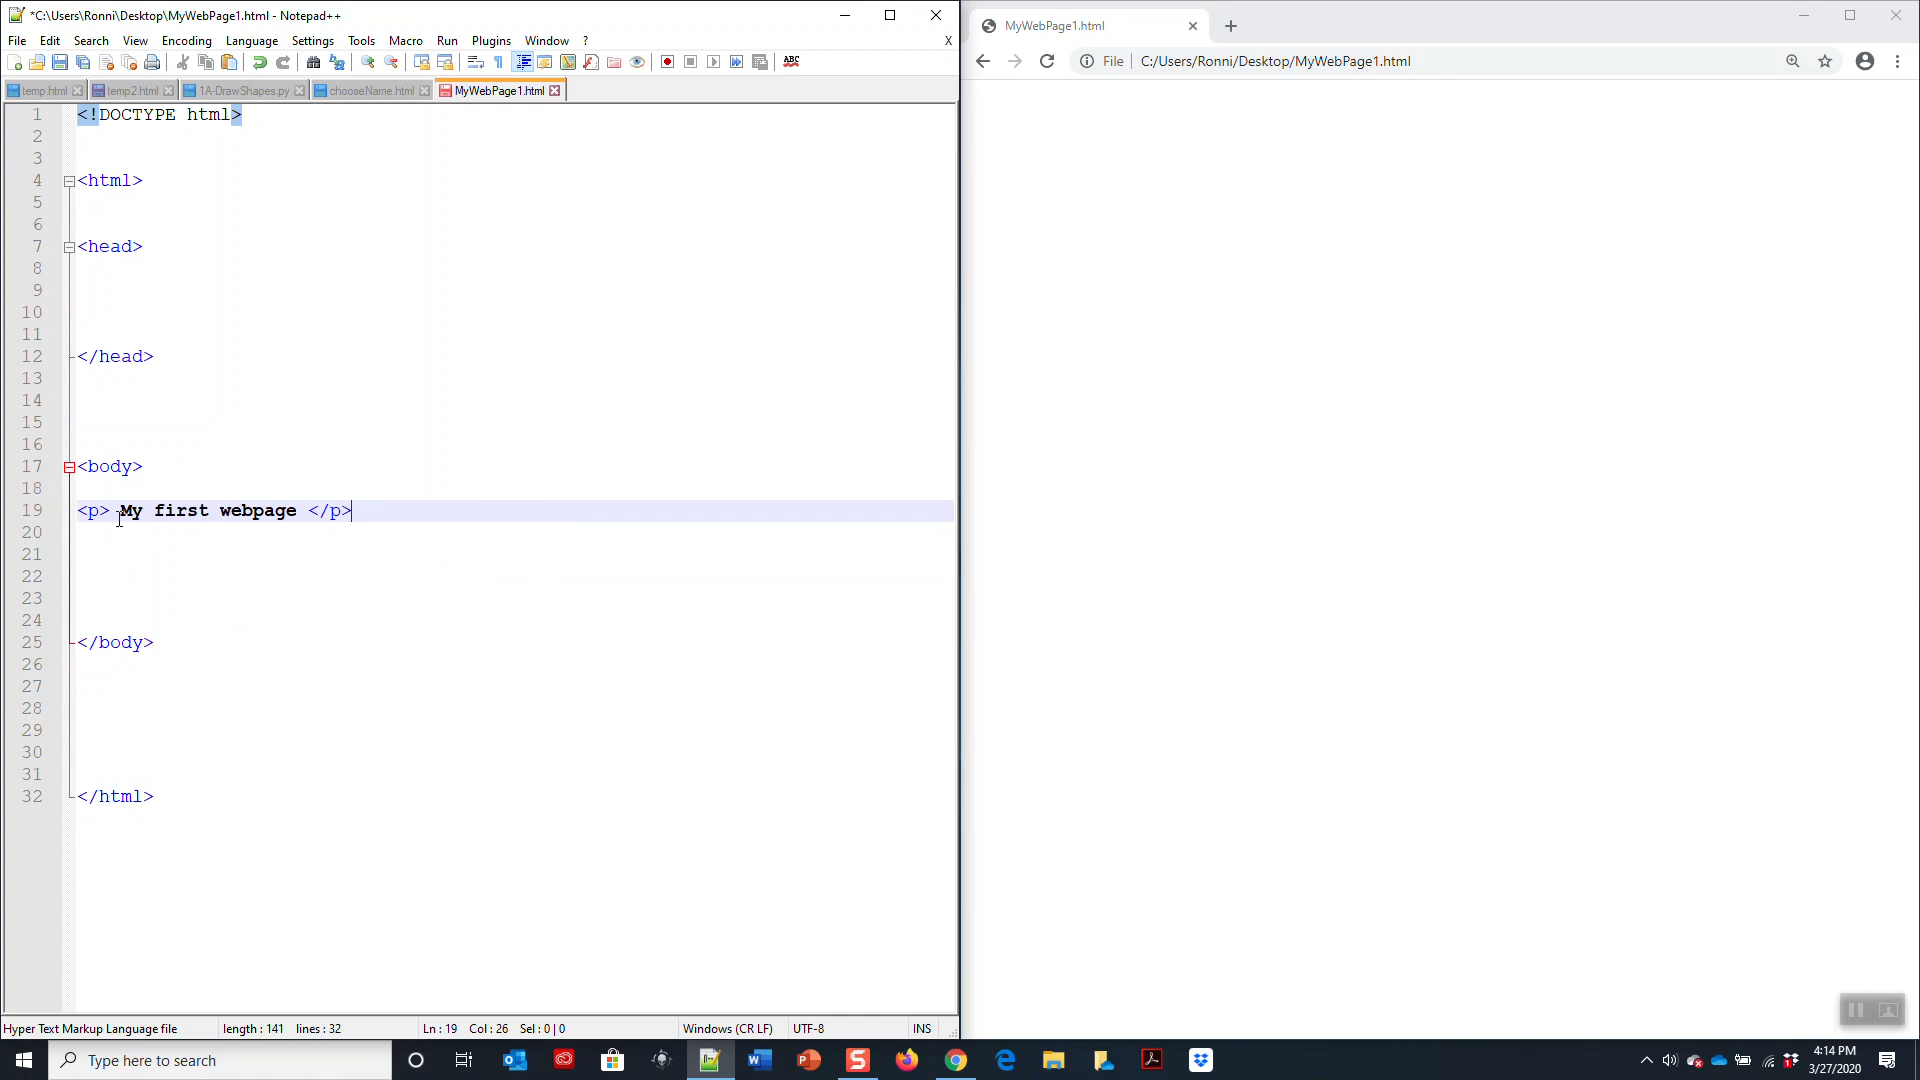 *C:\Users\Ronni\Desktop\MyWebPage1.html - Notepad++
File Edit Search View Encoding Language Settings Tools Macro Run Plugins Window ? X
temp.html temp2.html 1A-DrawShapes.py chooseName.html MyWebPage1.html
1 <!DOCTYPE html>
2
3
4 <html>
5
6
7 <head>
8
9
10
11
12 </head>
13
14
15
16
17 <body>
18
19 <p> My first webpage </p>
20
21
22
23
24
25 </body>
26
27
28
29
30
31
32 </html>
Hyper Text Markup Language file length : 141 lines : 32 Ln : 19 Col : 26 Sel : 0 | 0 Windows (CR LF) UTF-8 INS
MyWebPage1.html
File C:/Users/Ronni/Desktop/MyWebPage1.html
Type here to search
4:14 PM
3/27/2020